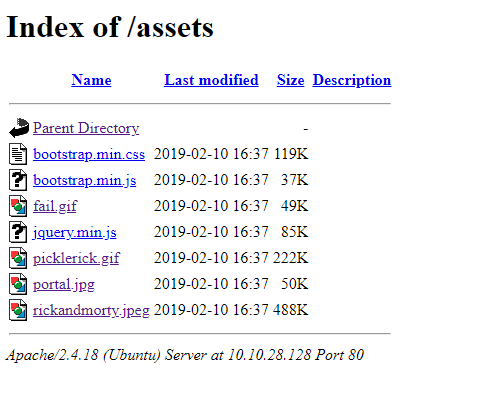 Index of /assets
Name Last modified Size Description
Parent Directory -
bootstrap.min.css 2019-02-10 16:37 119K
bootstrap.min.js 2019-02-10 16:37 37K
fail.gif 2019-02-10 16:37 49K
jquery.min.js 2019-02-10 16:37 85K
picklerick.gif 2019-02-10 16:37 222K
portal.jpg 2019-02-10 16:37 50K
rickandmorty.jpeg 2019-02-10 16:37 488K
Apache/2.4.18 (Ubuntu) Server at 10.10.28.128 Port 80